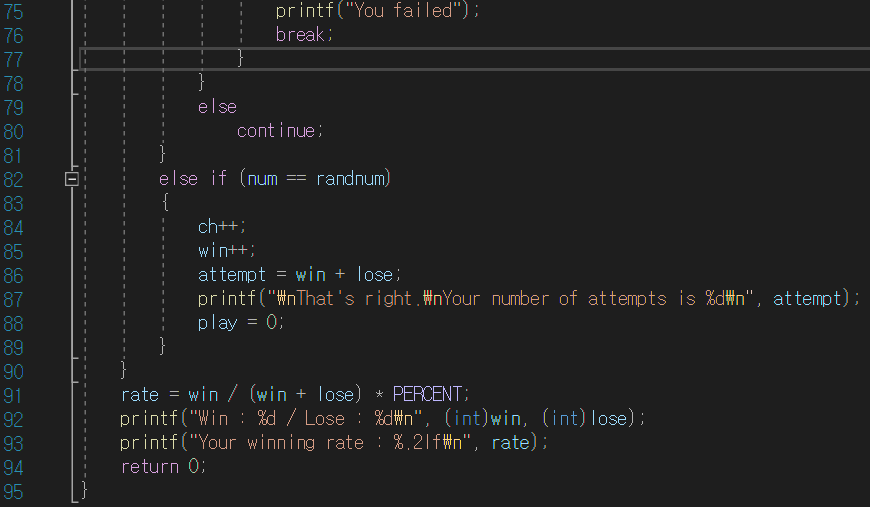 75 printf("You failed");
76 break;
77 }
78 }
79 else
80 continue;
81 }
82 else if (num == randnum)
83 {
84 ch++;
85 win++;
86 attempt = win + lose;
87 printf("₩nThat's right.₩nYour number of attempts is %d₩n", attempt);
88 play = 0;
89 }
90 }
91 rate = win / (win + lose) * PERCENT;
92 printf("Win : %d / Lose : %d₩n", (int)win, (int)lose);
93 printf("Your winning rate : %.2lf₩n", rate);
94 return 0;
95 }